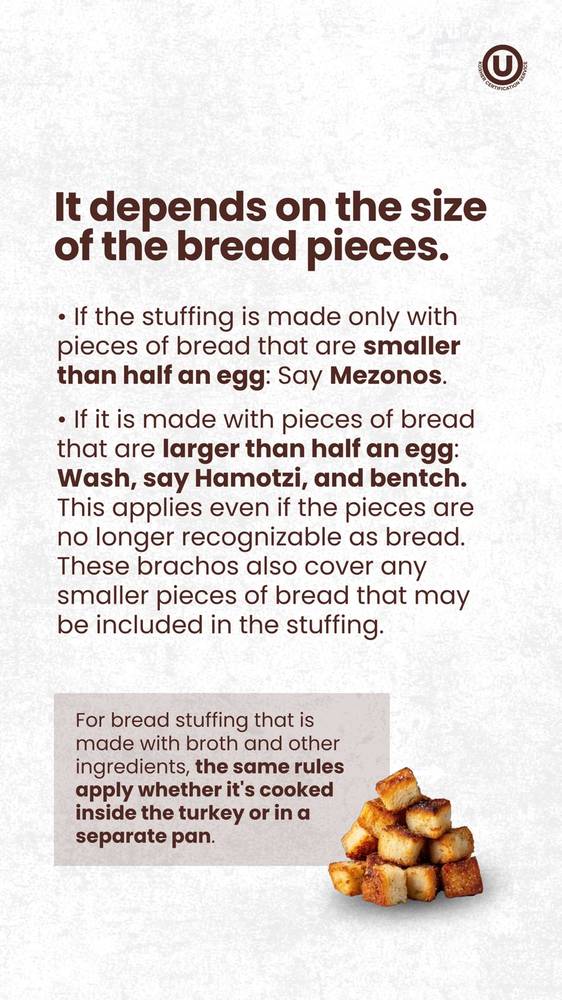 U
KOSHER CERTIFICATION SERVICE
It depends on the size
of the bread pieces.
• If the stuffing is made only with
pieces of bread that are smaller
than half an egg: Say Mezonos.
• If it is made with pieces of bread
that are larger than half an egg:
Wash, say Hamotzi, and bentch.
This applies even if the pieces are
no longer recognizable as bread.
These brachos also cover any
smaller pieces of bread that may
be included in the stuffing.
For bread stuffing that is
made with broth and other
ingredients, the same rules
apply whether it's cooked
inside the turkey or in a
separate pan.